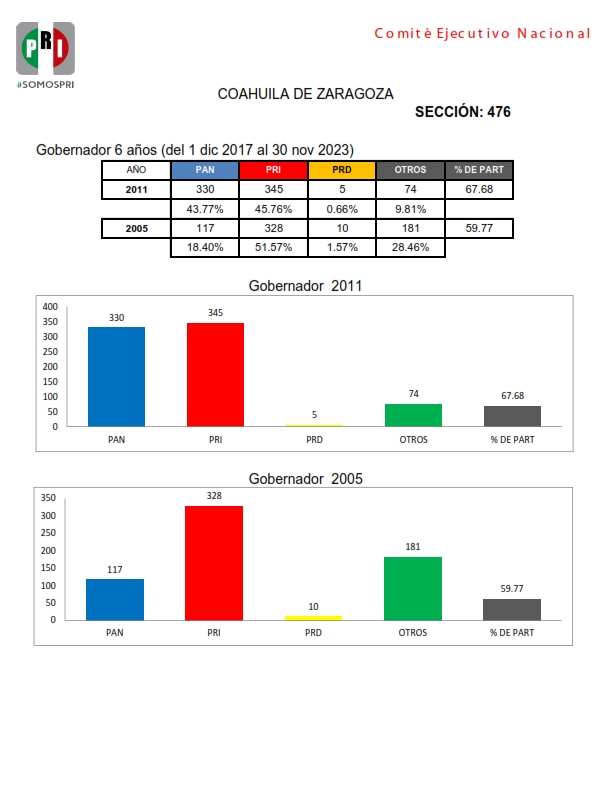 Comité Ejecutivo Nacional
PRI
#SOMOSPRI
COAHUILA DE ZARAGOZA
SECCIÓN: 476
Gobernador 6 años (del 1 dic 2017 al 30 nov 2023)
AÑO PAN PRI PRD OTROS % DE PART
2011 330 345 5 74 67.68
43.77% 45.76% 0.66% 9.81%
2005 117 328 10 181 59.77
18.40% 51.57% 1.57% 28.46%
Gobernador 2011
400
350
300
250
200
150
100
50
0
330
345
5
74
67.68
PAN PRI PRD OTROS % DE PART
Gobernador 2005
350
300
250
200
150
100
50
0
117
328
10
181
59.77
PAN PRI PRD OTROS % DE PART